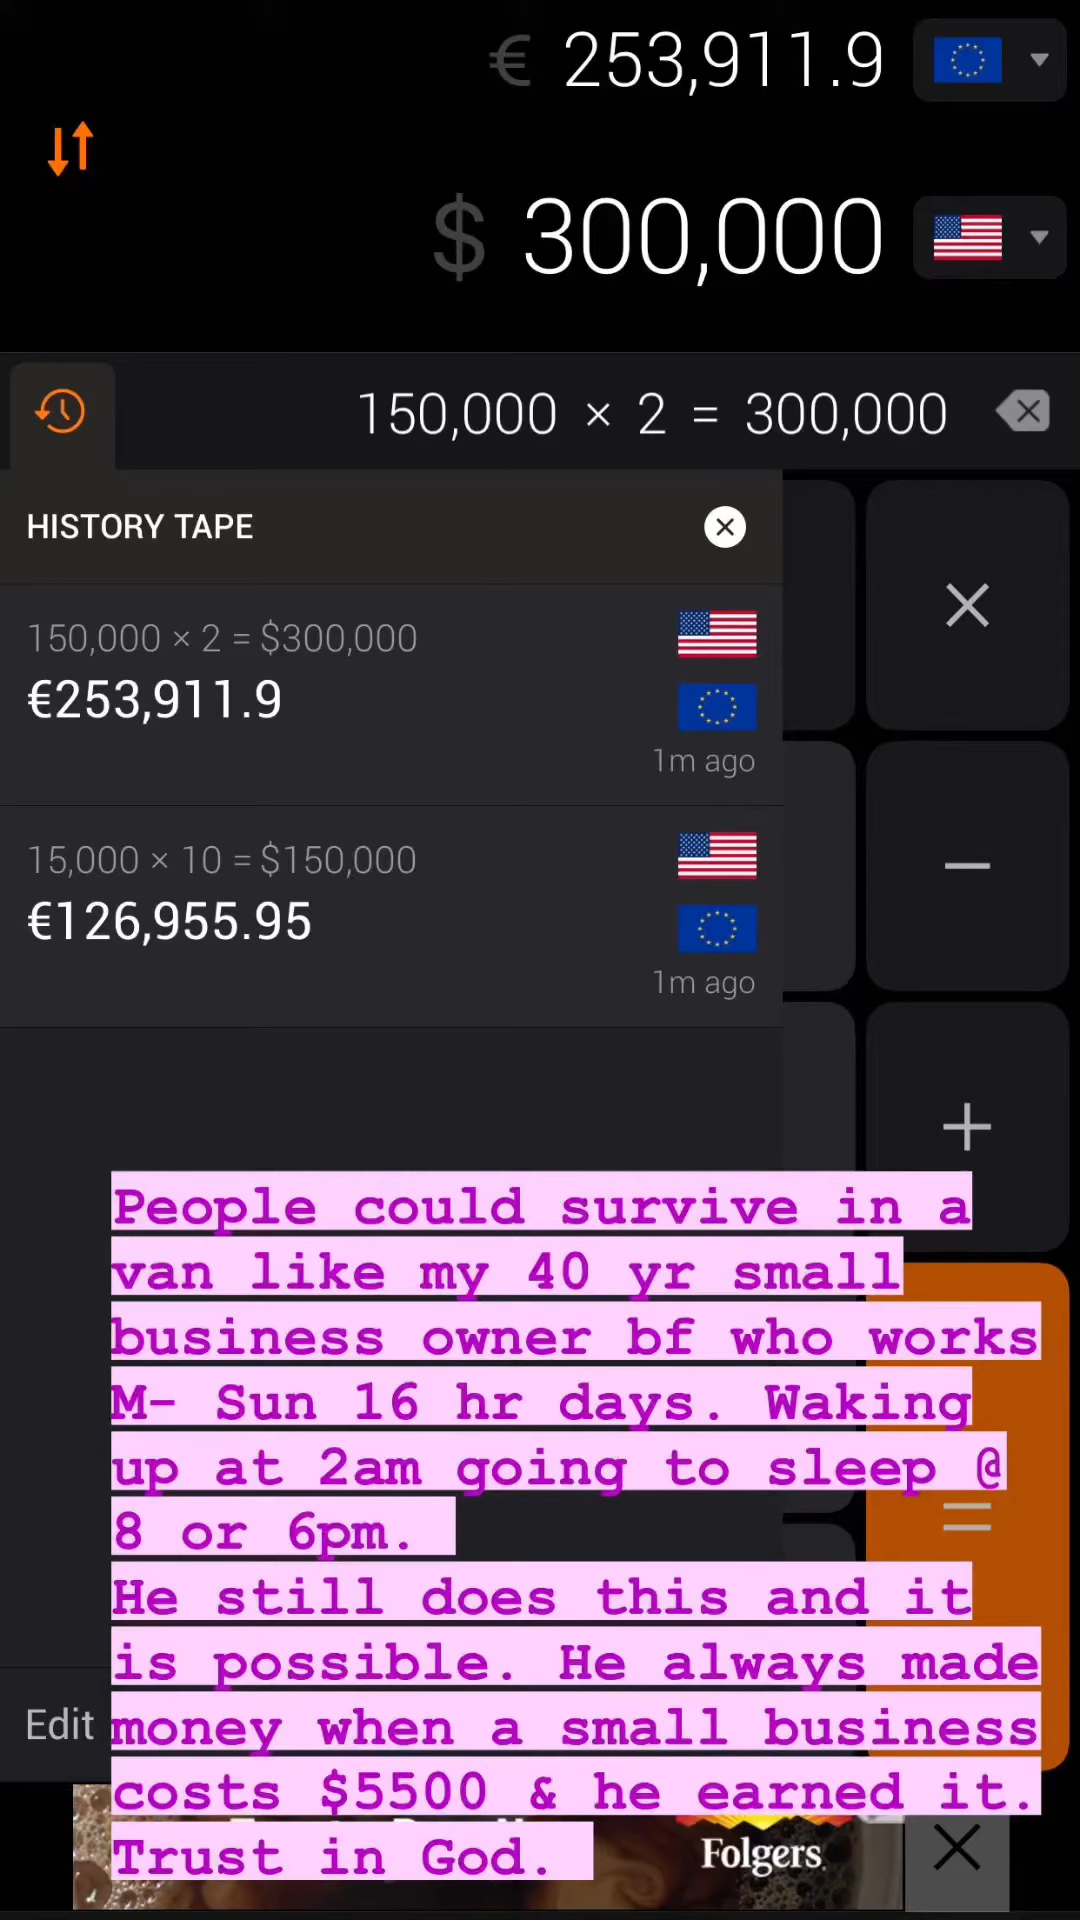 € 253,911.9
$ 300,000
150,000 × 2 = 300,000
HISTORY TAPE
150,000 × 2 = $300,000
€253,911.9
1m ago
15,000 × 10 = $150,000
€126,955.95
1m ago
×
−
+
=
People could survive in a
van like my 40 yr small
business owner bf who works
M- Sun 16 hr days. Waking
up at 2am going to sleep @
8 or 6pm.
He still does this and it
is possible. He always made
Edit
money when a small business
costs $5500 & he earned it.
Trust in God.
Folgers